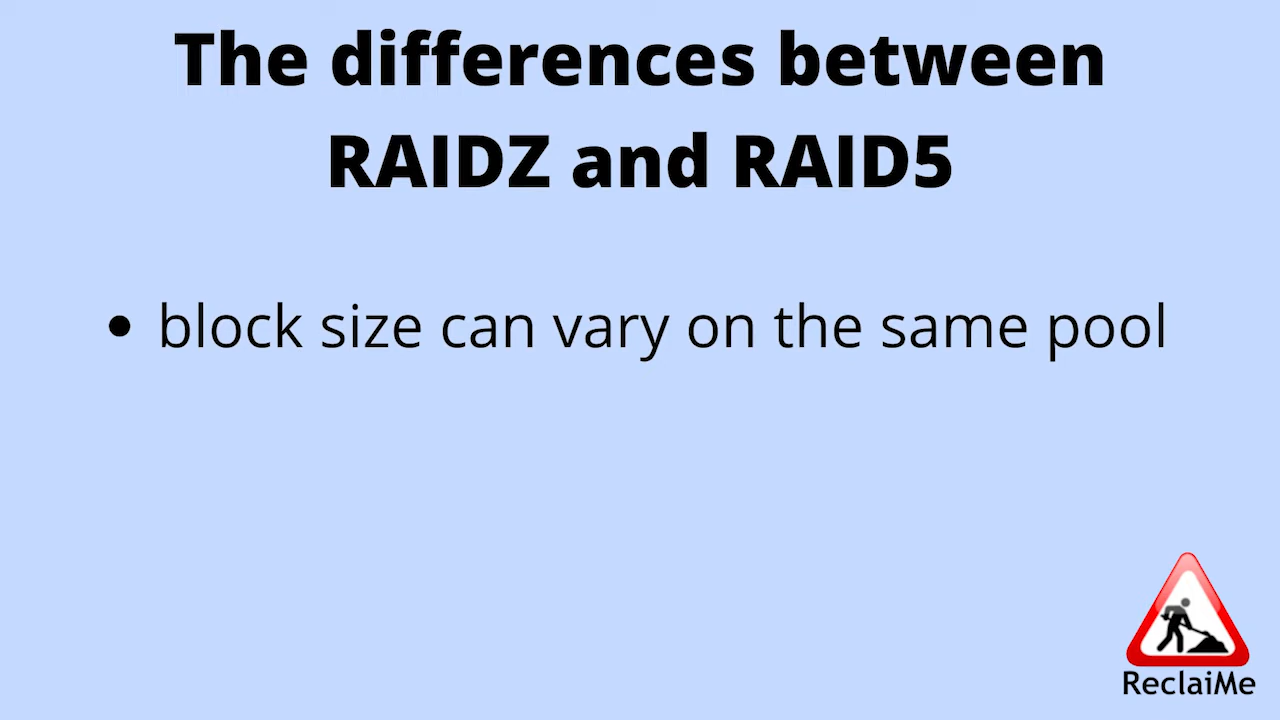 The differences between
RAIDZ and RAID5
• block size can vary on the same pool
ReclaiMe